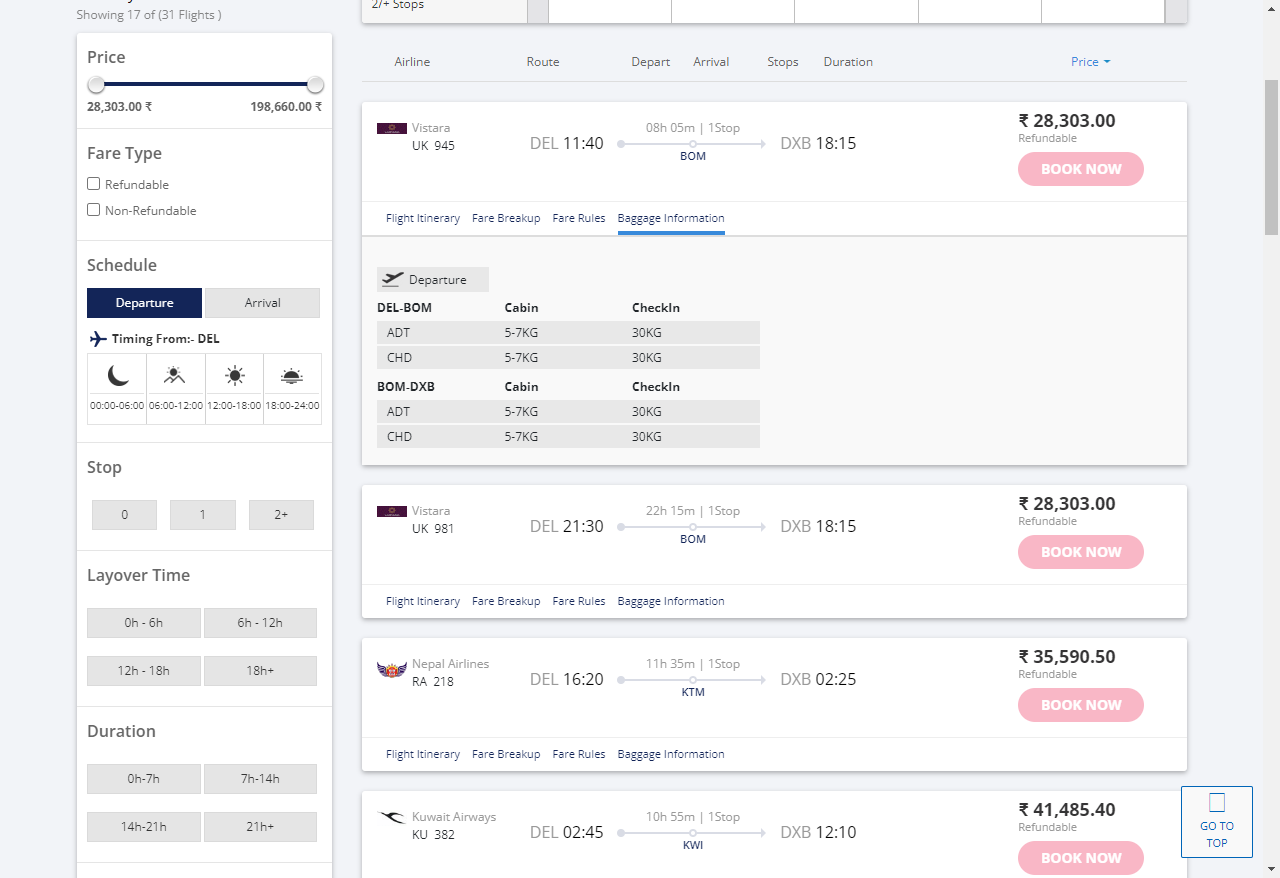 Showing 17 of (31 Flights )
Price
28,303.00 ₹ 198,660.00 ₹
Fare Type
Refundable
Non-Refundable
Schedule
Departure Arrival
Timing From:- DEL
00:00-06:00 06:00-12:00 12:00-18:00 18:00-24:00
Stop
0 1 2+
Layover Time
0h - 6h 6h - 12h
12h - 18h 18h+
Duration
0h-7h 7h-14h
14h-21h 21h+
2/+ Stops
Airline Route Depart Arrival Stops Duration Price
Vistara
UK 945
DEL 11:40
08h 05m | 1Stop
BOM
DXB 18:15
₹ 28,303.00
Refundable
BOOK NOW
Flight Itinerary Fare Breakup Fare Rules Baggage Information
Departure
DEL-BOM Cabin CheckIn
ADT 5-7KG 30KG
CHD 5-7KG 30KG
BOM-DXB Cabin CheckIn
ADT 5-7KG 30KG
CHD 5-7KG 30KG
Vistara
UK 981
DEL 21:30
22h 15m | 1Stop
BOM
DXB 18:15
₹ 28,303.00
Refundable
BOOK NOW
Flight Itinerary Fare Breakup Fare Rules Baggage Information
Nepal Airlines
RA 218
DEL 16:20
11h 35m | 1Stop
KTM
DXB 02:25
₹ 35,590.50
Refundable
BOOK NOW
Flight Itinerary Fare Breakup Fare Rules Baggage Information
Kuwait Airways
KU 382
DEL 02:45
10h 55m | 1Stop
KWI
DXB 12:10
₹ 41,485.40
Refundable
BOOK NOW
GO TO
TOP